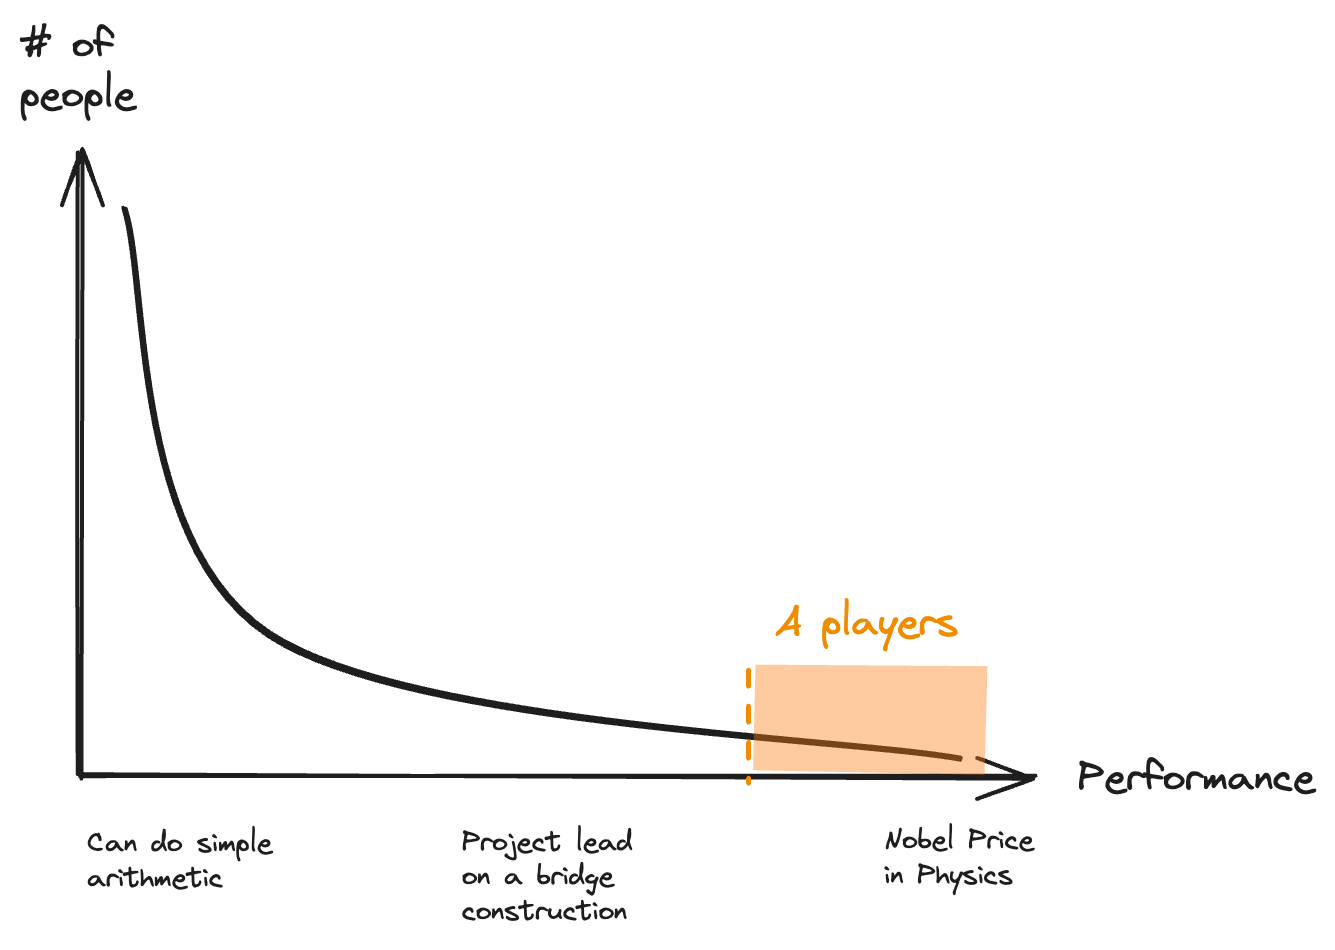 # of
people
A players
Performance
Can do simple
arithmetic
Project lead
on a bridge
construction
Nobel Price
in Physics